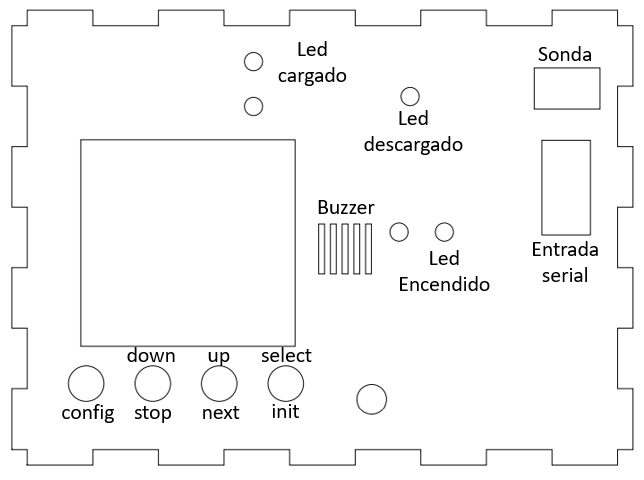 Led
cargado
Sonda
Led
descargado
Buzzer
Led
Encendido
Entrada
serial
down up select
config stop next init